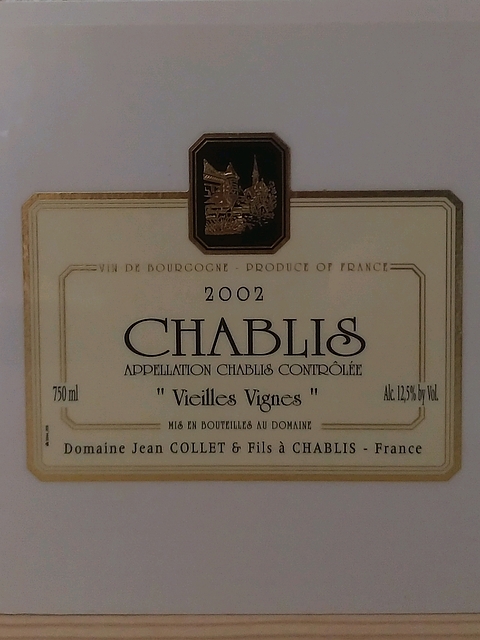 VIN DE BOURGOGNE - PRODUCE OF FRANCE
2002
CHABLIS
APPELLATION CHABLIS CONTRÔLÉE
" Vieilles Vignes "
750 ml
Alc. 12,5% by Vol.
MIS EN BOUTEILLES AU DOMAINE
Domaine Jean COLLET & Fils à CHABLIS - France